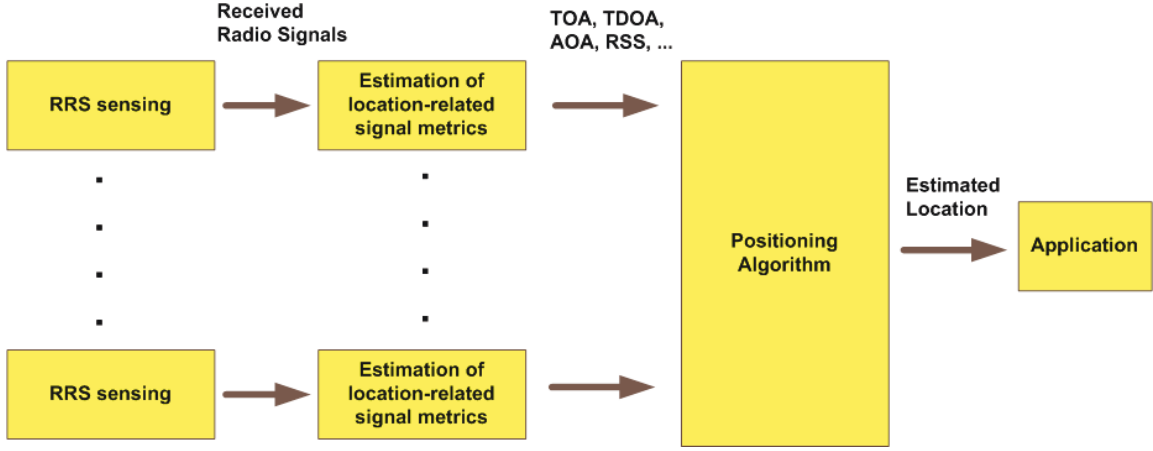 Received
Radio Signals
TOA, TDOA,
AOA, RSS, ...
RRS sensing
Estimation of
location-related
signal metrics
Positioning
Algorithm
Estimated
Location
Application
RRS sensing
Estimation of
location-related
signal metrics